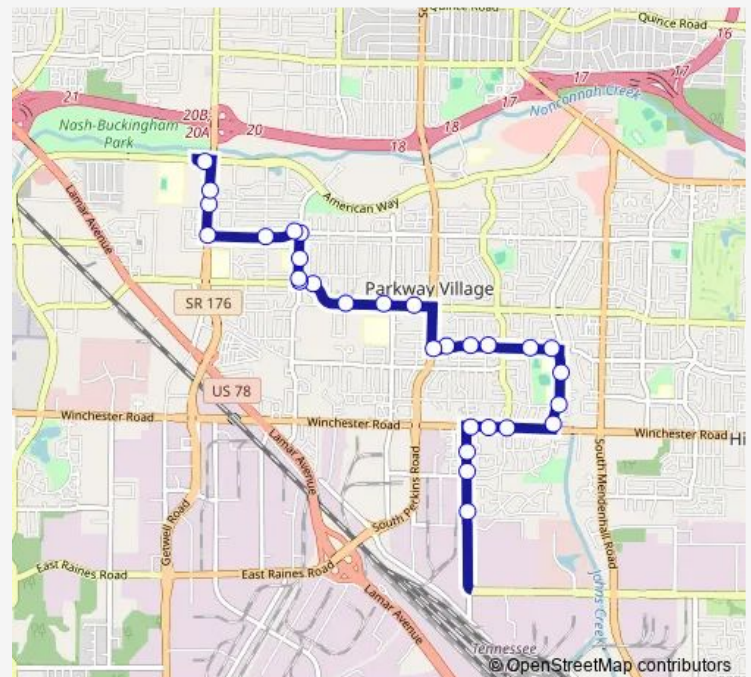 Quince Road
16
17
17
21
20B
20A
20
18
18
17
Nonconnah Creek
Nash-Buckingham
Park
Lamar Avenue
American Way
Parkway Village
SR 176
US 78
Winchester Road
Winchester Road
Winchester Road
Hi
Lamar Avenue
South Perkins Road
South Mendenhall Road
Getwell Road
East Raines Road
East Raines Road
Lamar Avenue
Johns Creek
Tennessee
© OpenStreetMap contributors